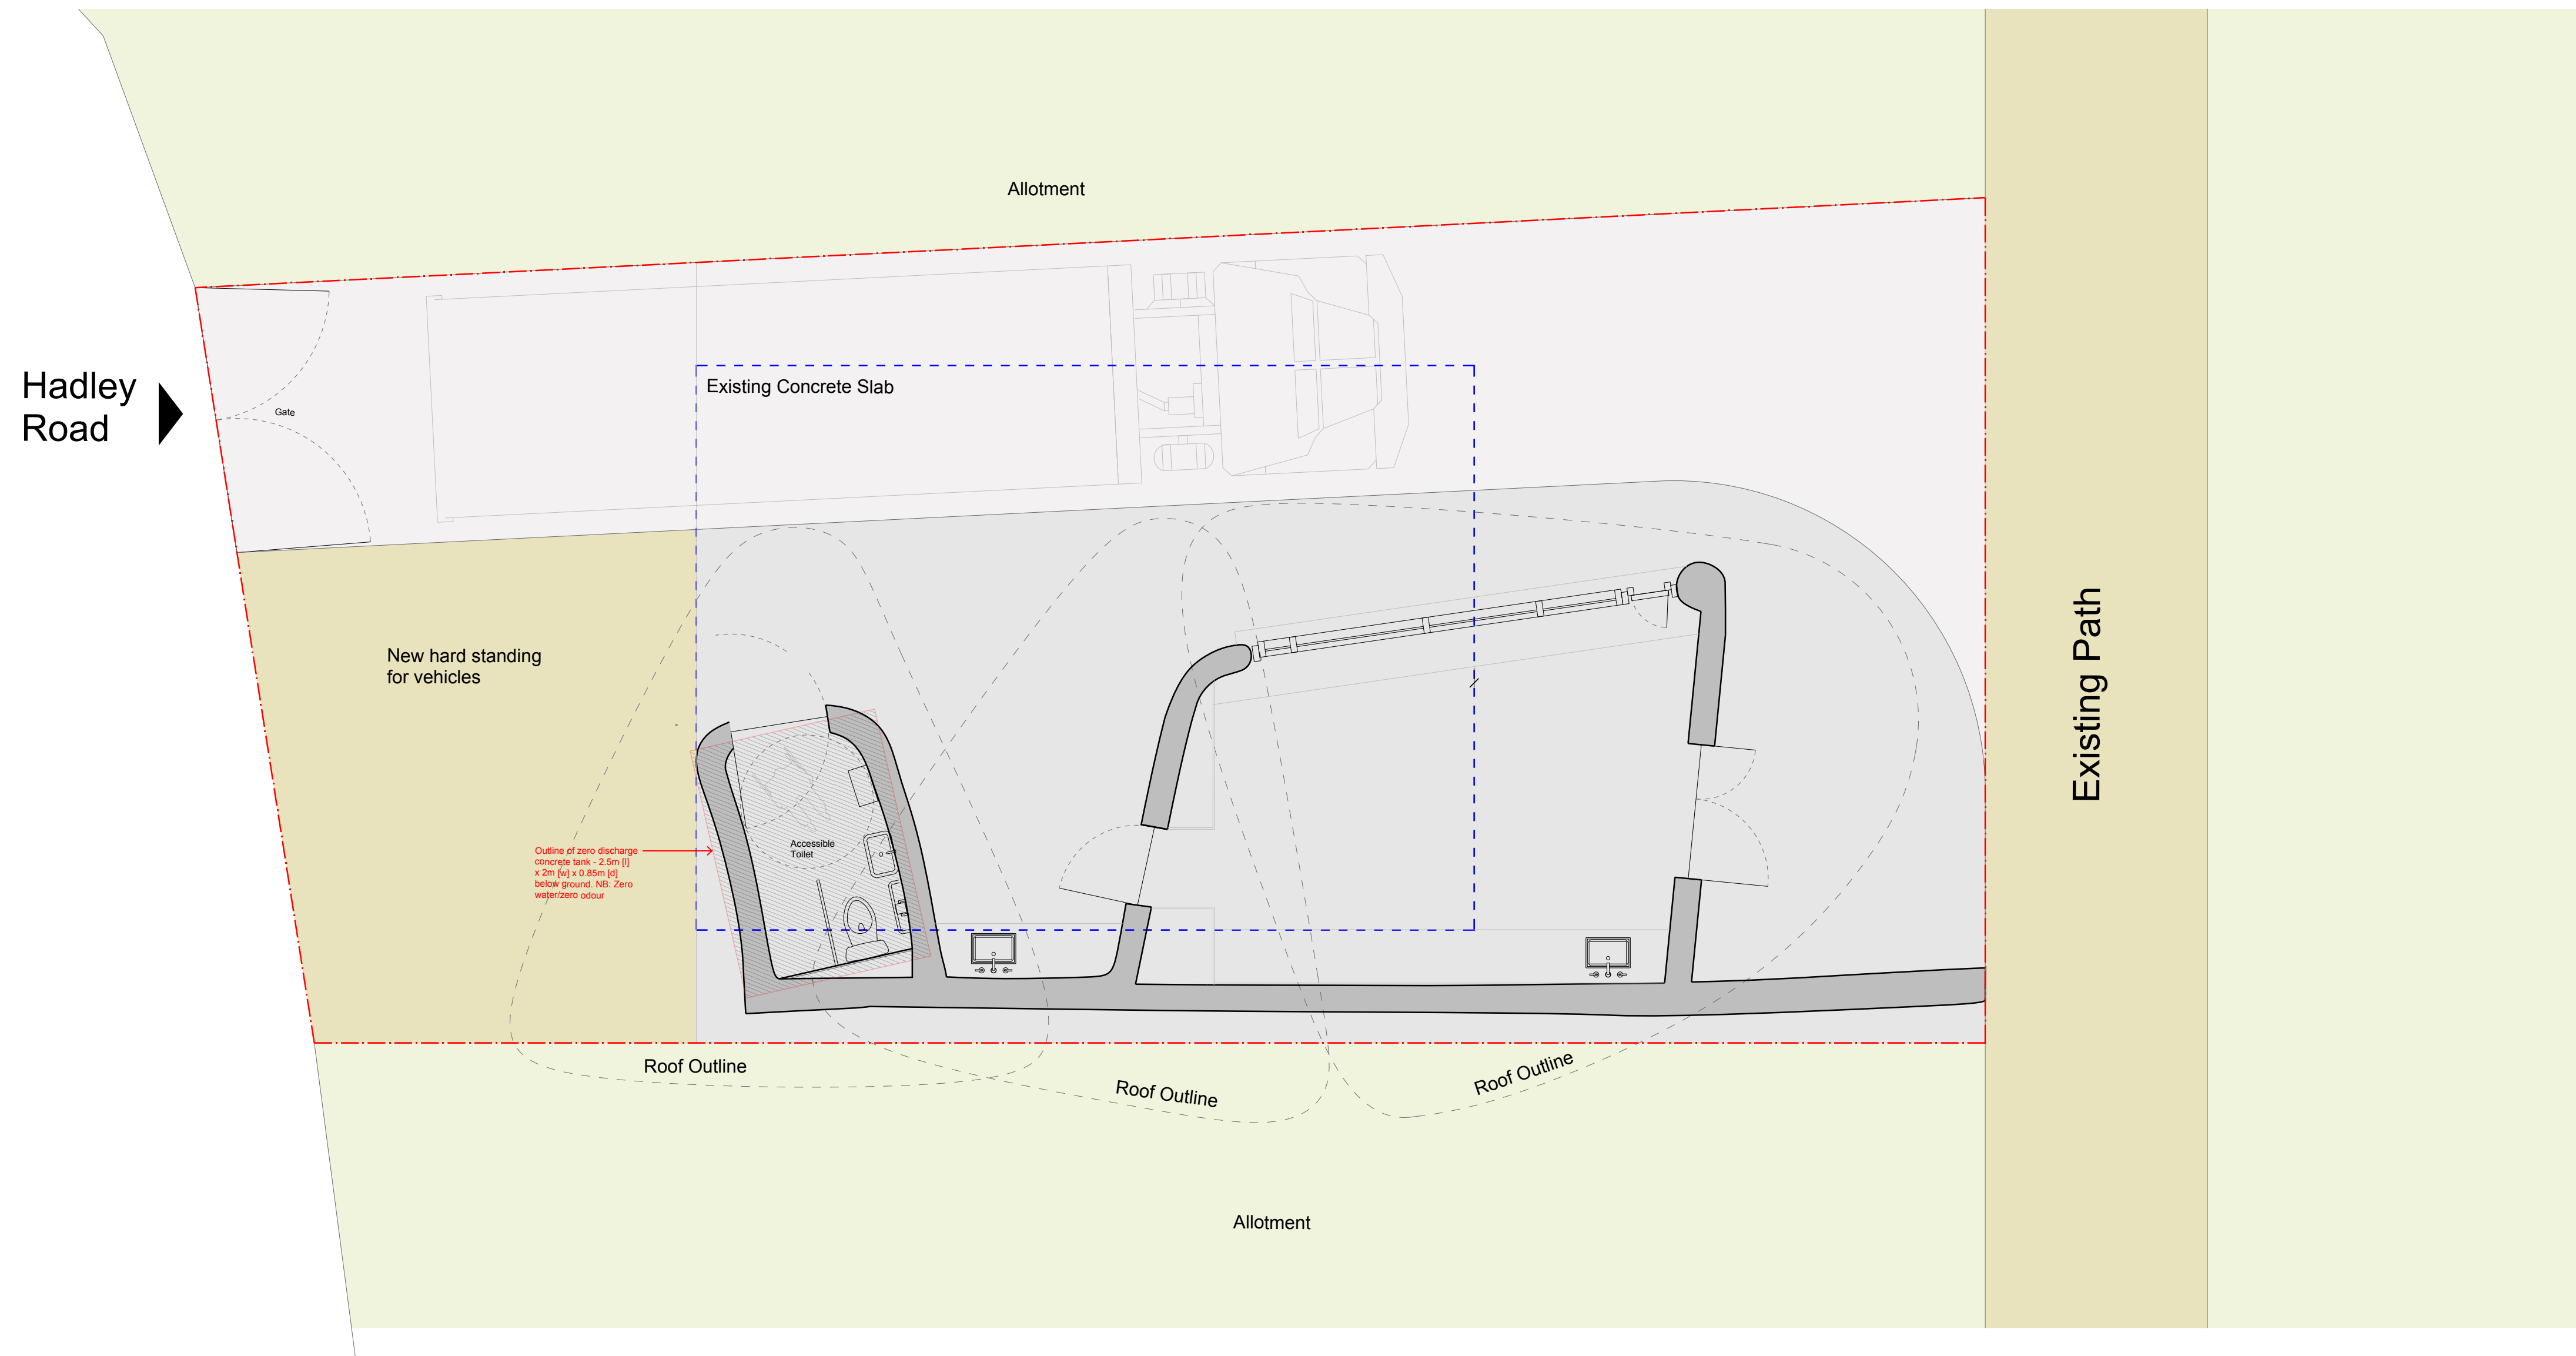 Allotment
Hadley
Road
Gate
Existing Concrete Slab
New hard standing
for vehicles
Existing Path
Accessible
Toilet
Outline of zero discharge
concrete tank - 2.5m [l]
x 2m [w] x 0.85m [d]
below ground. NB: Zero
water/zero odour
Roof Outline
Roof Outline
Roof Outline
Allotment